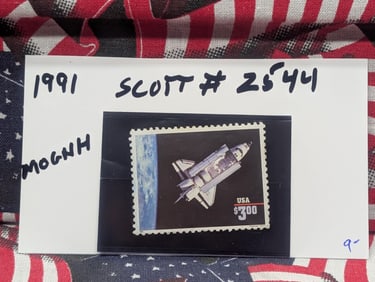 1991 SCOTT # 2544
MOGNH
USA
$3.00
9-